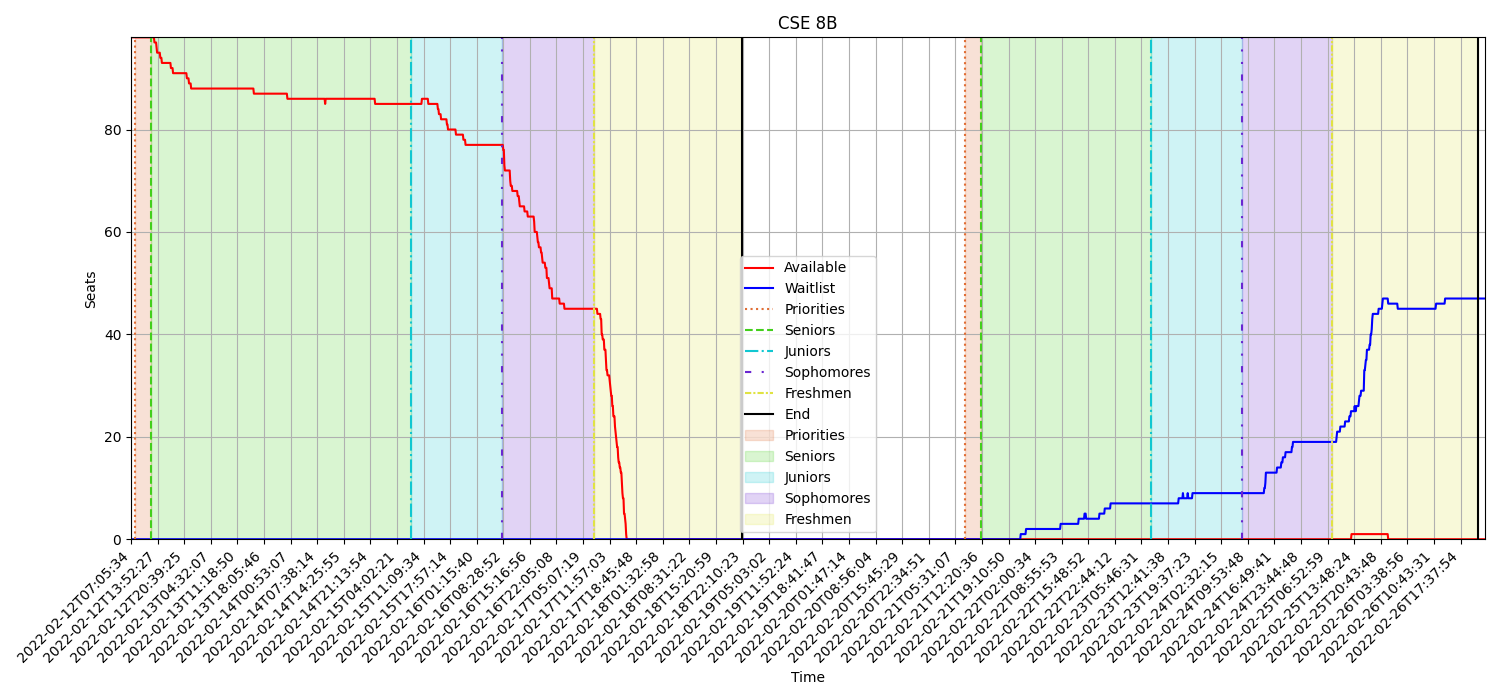 CSE 8B
Seats
80
60
40
20
0
Available
Waitlist
Priorities
Seniors
Juniors
Sophomores
Freshmen
End
Priorities
Seniors
Juniors
Sophomores
Freshmen
2022-02-12T07:05:34
2022-02-12T13:52:27
2022-02-12T20:39:25
2022-02-13T04:32:07
2022-02-13T11:18:50
2022-02-13T18:05:46
2022-02-14T00:53:07
2022-02-14T07:38:14
2022-02-14T14:25:55
2022-02-14T21:13:54
2022-02-15T04:02:21
2022-02-15T11:09:34
2022-02-15T17:57:14
2022-02-16T01:15:40
2022-02-16T08:28:52
2022-02-16T15:16:56
2022-02-16T22:05:08
2022-02-17T05:07:19
2022-02-17T11:57:03
2022-02-17T18:45:48
2022-02-18T01:32:58
2022-02-18T08:31:22
2022-02-18T15:20:59
2022-02-18T22:10:23
2022-02-19T05:03:02
2022-02-19T11:52:24
2022-02-19T18:41:47
2022-02-20T01:47:14
2022-02-20T08:56:04
2022-02-20T15:45:29
2022-02-20T22:34:51
2022-02-21T05:31:07
2022-02-21T12:20:36
2022-02-21T19:10:50
2022-02-22T02:00:34
2022-02-22T08:55:53
2022-02-22T15:48:52
2022-02-22T22:44:12
2022-02-23T05:46:31
2022-02-23T12:41:38
2022-02-23T19:37:23
2022-02-24T02:32:15
2022-02-24T09:53:48
2022-02-24T16:49:41
2022-02-24T23:44:48
2022-02-25T06:52:59
2022-02-25T13:48:24
2022-02-25T20:43:48
2022-02-26T03:38:56
2022-02-26T10:43:31
2022-02-26T17:37:54
Time